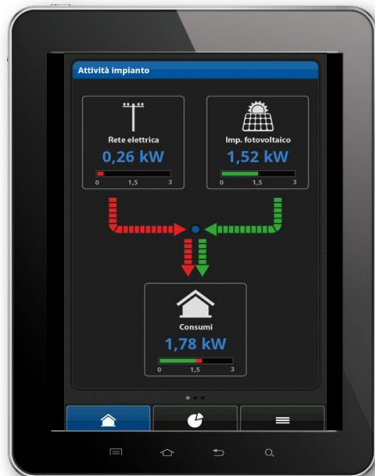 Attività impianto
Rete elettrica
Imp. fotovoltaico
0,26 kW
1,52 kW
0 1,5 3
0 1,5 3
Consumi
1,78 kW
0 1,5 3